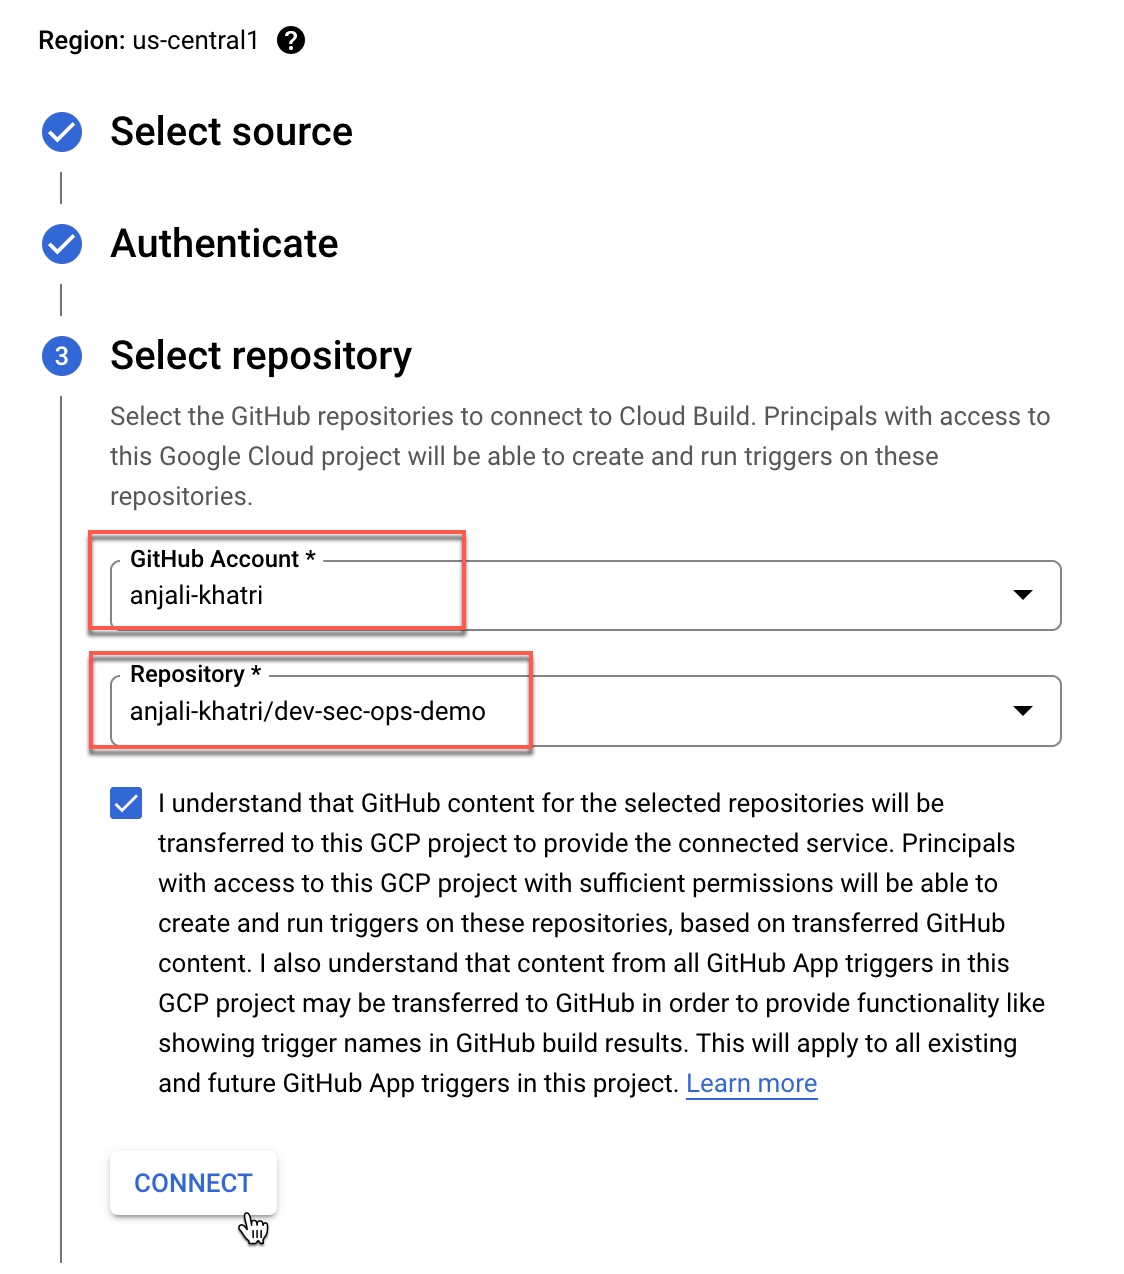 Region: us-central1 ?
Select source
Authenticate
3 Select repository
Select the GitHub repositories to connect to Cloud Build. Principals with access to
this Google Cloud project will be able to create and run triggers on these
repositories.
GitHub Account *
anjali-khatri
Repository *
anjali-khatri/dev-sec-ops-demo
I understand that GitHub content for the selected repositories will be
transferred to this GCP project to provide the connected service. Principals
with access to this GCP project with sufficient permissions will be able to
create and run triggers on these repositories, based on transferred GitHub
content. I also understand that content from all GitHub App triggers in this
GCP project may be transferred to GitHub in order to provide functionality like
showing trigger names in GitHub build results. This will apply to all existing
and future GitHub App triggers in this project. Learn more
CONNECT